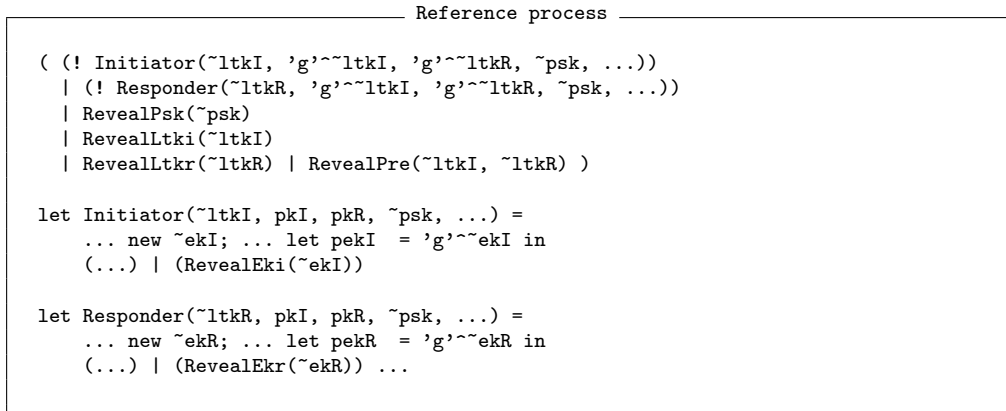 Reference process
( (! Initiator(~ltkI, 'g'^~ltkI, 'g'^~ltkR, ~psk, ...))
| (! Responder(~ltkR, 'g'^~ltkI, 'g'^~ltkR, ~psk, ...))
| RevealPsk(~psk)
| RevealLtki(~ltkI)
| RevealLtkr(~ltkR) | RevealPre(~ltkI, ~ltkR) )
let Initiator(~ltkI, pkI, pkR, ~psk, ...) =
... new ~ekI; ... let pekI = 'g'^~ekI in
(...) | (RevealEki(~ekI))
let Responder(~ltkR, pkI, pkR, ~psk, ...) =
... new ~ekR; ... let pekR = 'g'^~ekR in
(...) | (RevealEkr(~ekR)) ...